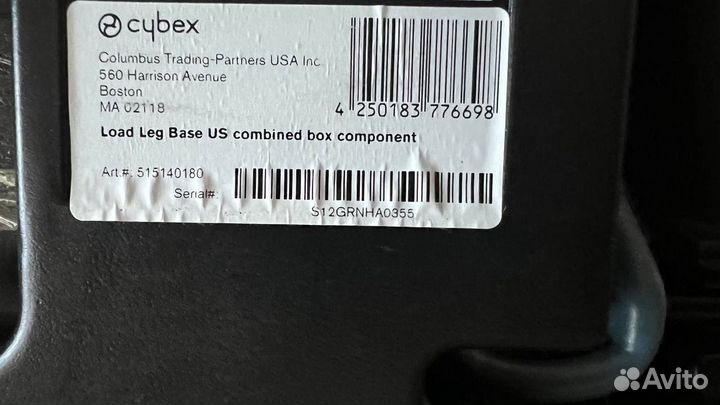 cybex
Columbus Trading-Partners USA Inc
560 Harrison Avenue
Boston
MA 02118
4 250183 776698
Load Leg Base US combined box component
Art.#: 515140180
Serial#:
S12GRNHA0355
Avito